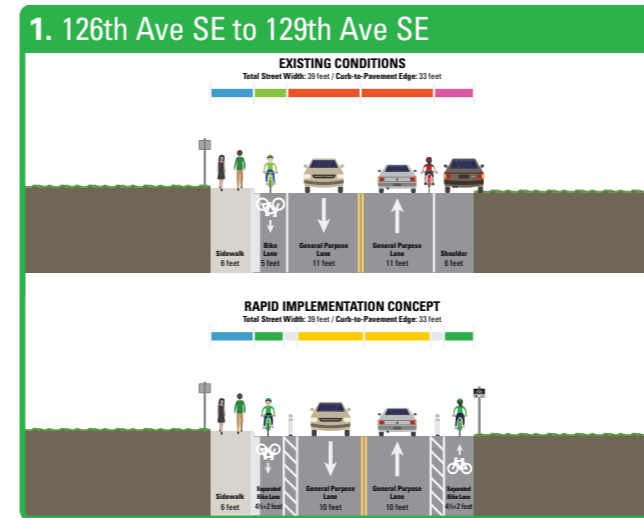 1. 126th Ave SE to 129th Ave SE
EXISTING CONDITIONS
Total Street Width: 39 feet / Curb-to-Pavement Edge: 33 feet
Sidewalk
6 feet
Bike
Lane
5 feet
General Purpose
Lane
11 feet
General Purpose
Lane
11 feet
Shoulder
6 feet
RAPID IMPLEMENTATION CONCEPT
Total Street Width: 39 feet / Curb-to-Pavement Edge: 33 feet
Sidewalk
6 feet
Separated
Bike Lane
4½+2 feet
General Purpose
Lane
10 feet
General Purpose
Lane
10 feet
Separated
Bike Lane
4½+2 feet